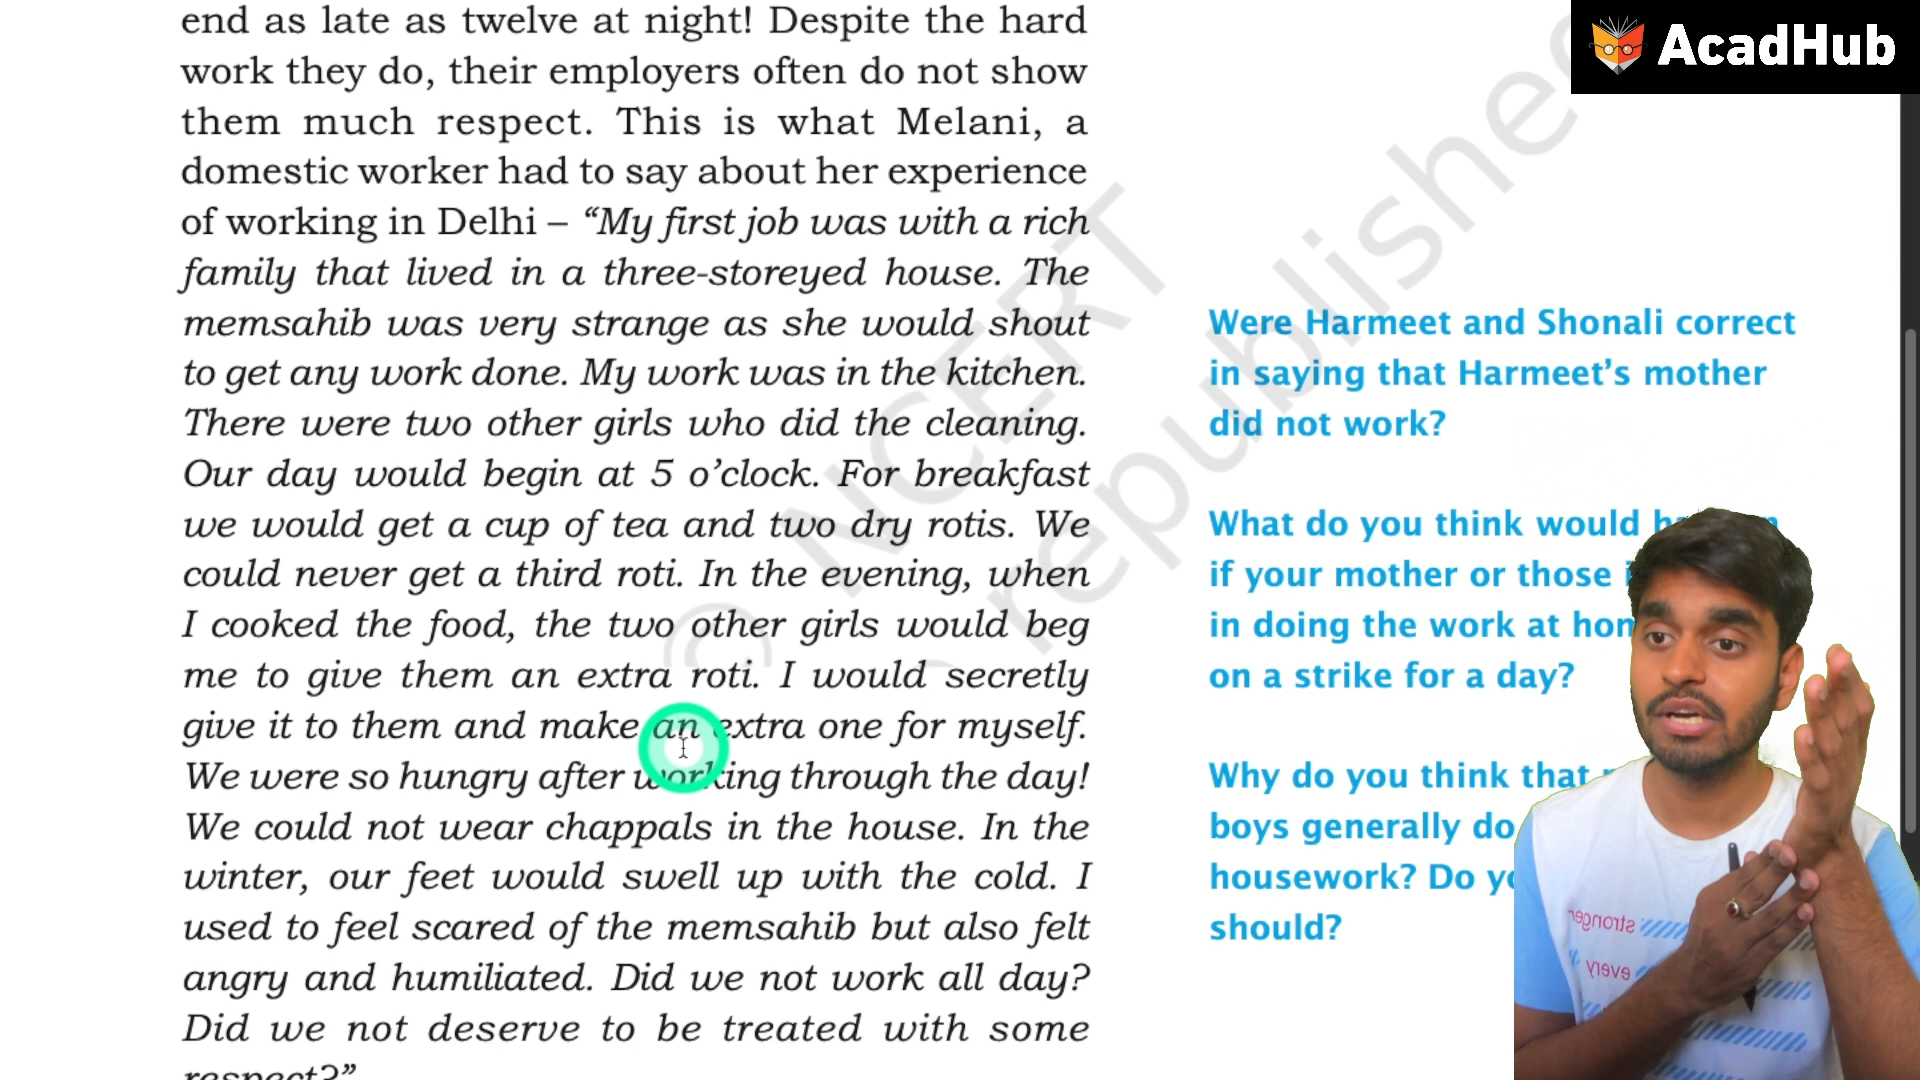 end as late as twelve at night! Despite the hard
work they do, their employers often do not show
them much respect. This is what Melani, a
domestic worker had to say about her experience
of working in Delhi – “My first job was with a rich
family that lived in a three-storeyed house. The
memsahib was very strange as she would shout
to get any work done. My work was in the kitchen.
There were two other girls who did the cleaning.
Our day would begin at 5 o’clock. For breakfast
we would get a cup of tea and two dry rotis. We
could never get a third roti. In the evening, when
I cooked the food, the two other girls would beg
me to give them an extra roti. I would secretly
give it to them and make an extra one for myself.
We were so hungry after working through the day!
We could not wear chappals in the house. In the
winter, our feet would swell up with the cold. I
used to feel scared of the memsahib but also felt
angry and humiliated. Did we not work all day?
Did we not deserve to be treated with some
respect?”
AcadHub
Were Harmeet and Shonali correct
in saying that Harmeet’s mother
did not work?
What do you think would
if your mother or those
in doing the work at
on a strike for a day?
Why do you think that
boys generally do
housework? Do
should?
© NCERT
republished
stronger
every